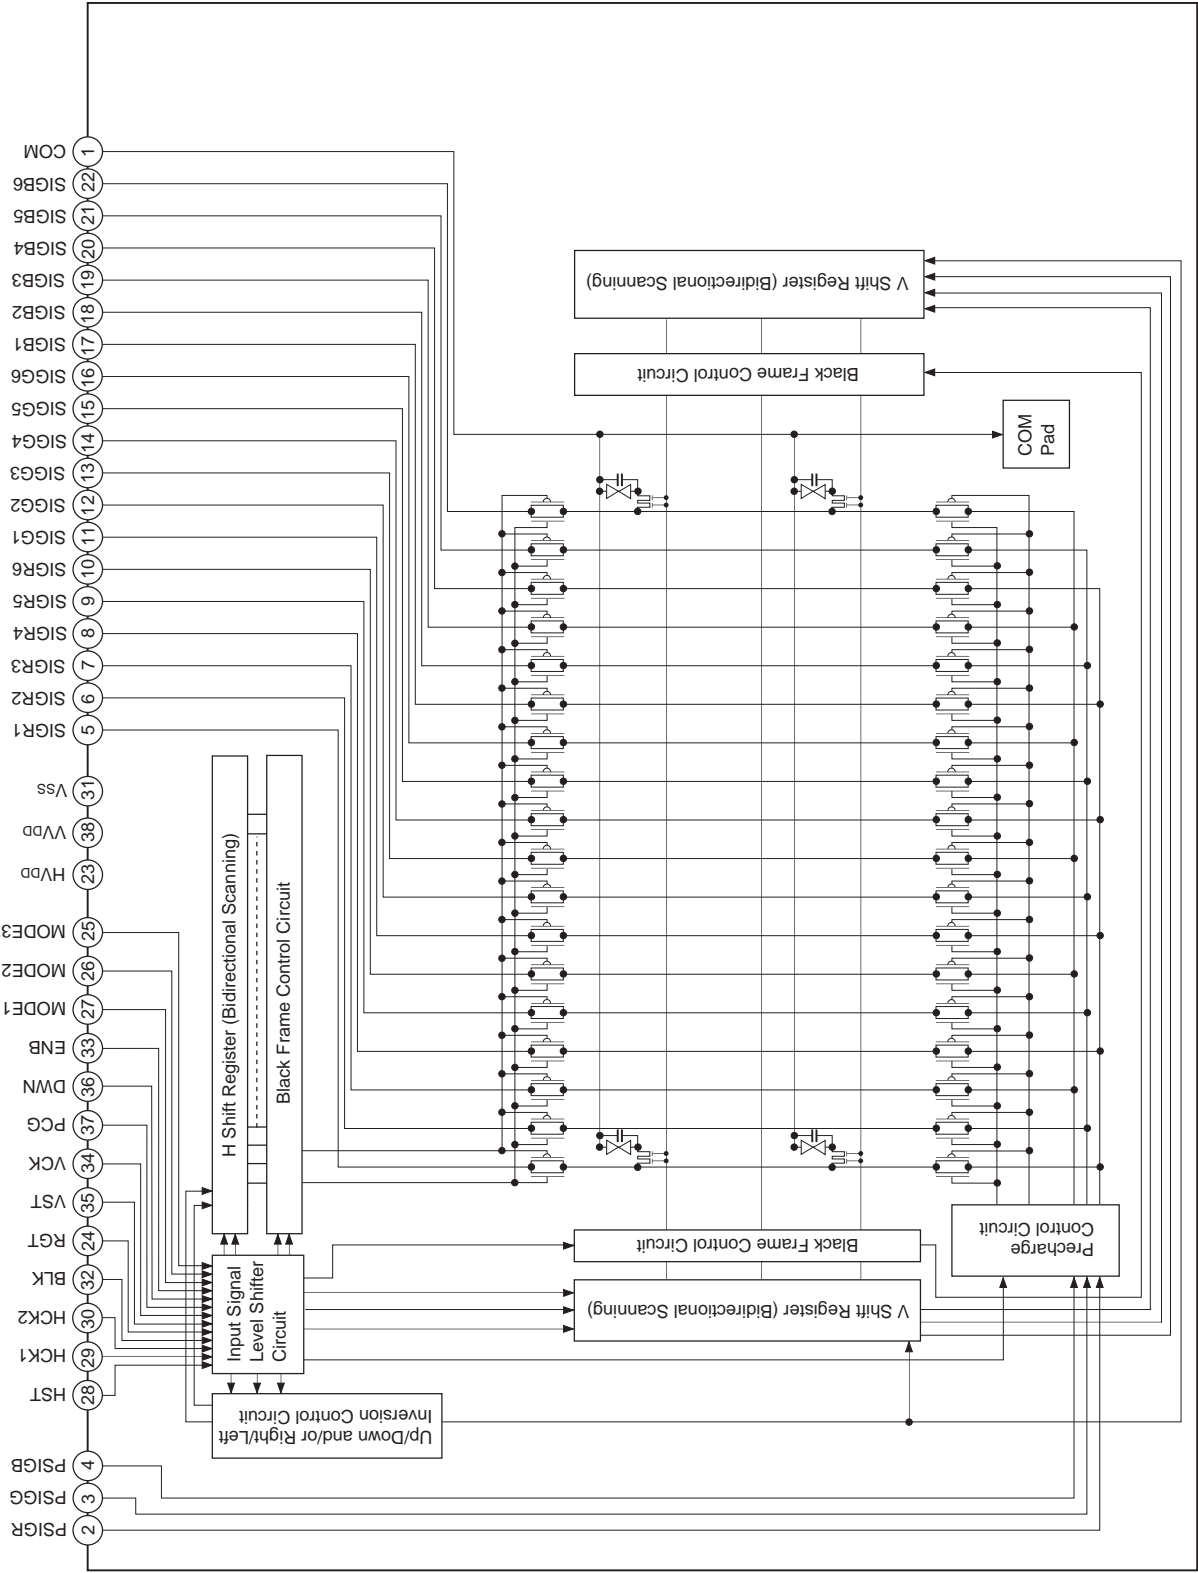 COM 1
SIGB6 22
SIGB5 21
SIGB4 20
SIGB3 19
SIGB2 18
SIGB1 17
SIGG6 16
SIGG5 15
SIGG4 14
SIGG3 13
SIGG2 12
SIGG1 11
SIGR6 10
SIGR5 9
SIGR4 8
SIGR3 7
SIGR2 6
SIGR1 5
VSS 31
VVDD 38
HVDD 23
MODE3 25
MODE2 26
MODE1 27
ENB 33
DWN 36
PCG 37
VCK 34
VST 35
RGT 24
BLK 32
HCK2 30
HCK1 29
HST 28
PSIGB 4
PSIGG 3
PSIGR 2
V Shift Register (Bidirectional Scanning)
Black Frame Control Circuit
COM
Pad
H Shift Register (Bidirectional Scanning)
Black Frame Control Circuit
Input Signal
Level Shifter
Circuit
Up/Down and/or Right/Left
Inversion Control Circuit
Black Frame Control Circuit
V Shift Register (Bidirectional Scanning)
Precharge
Control Circuit